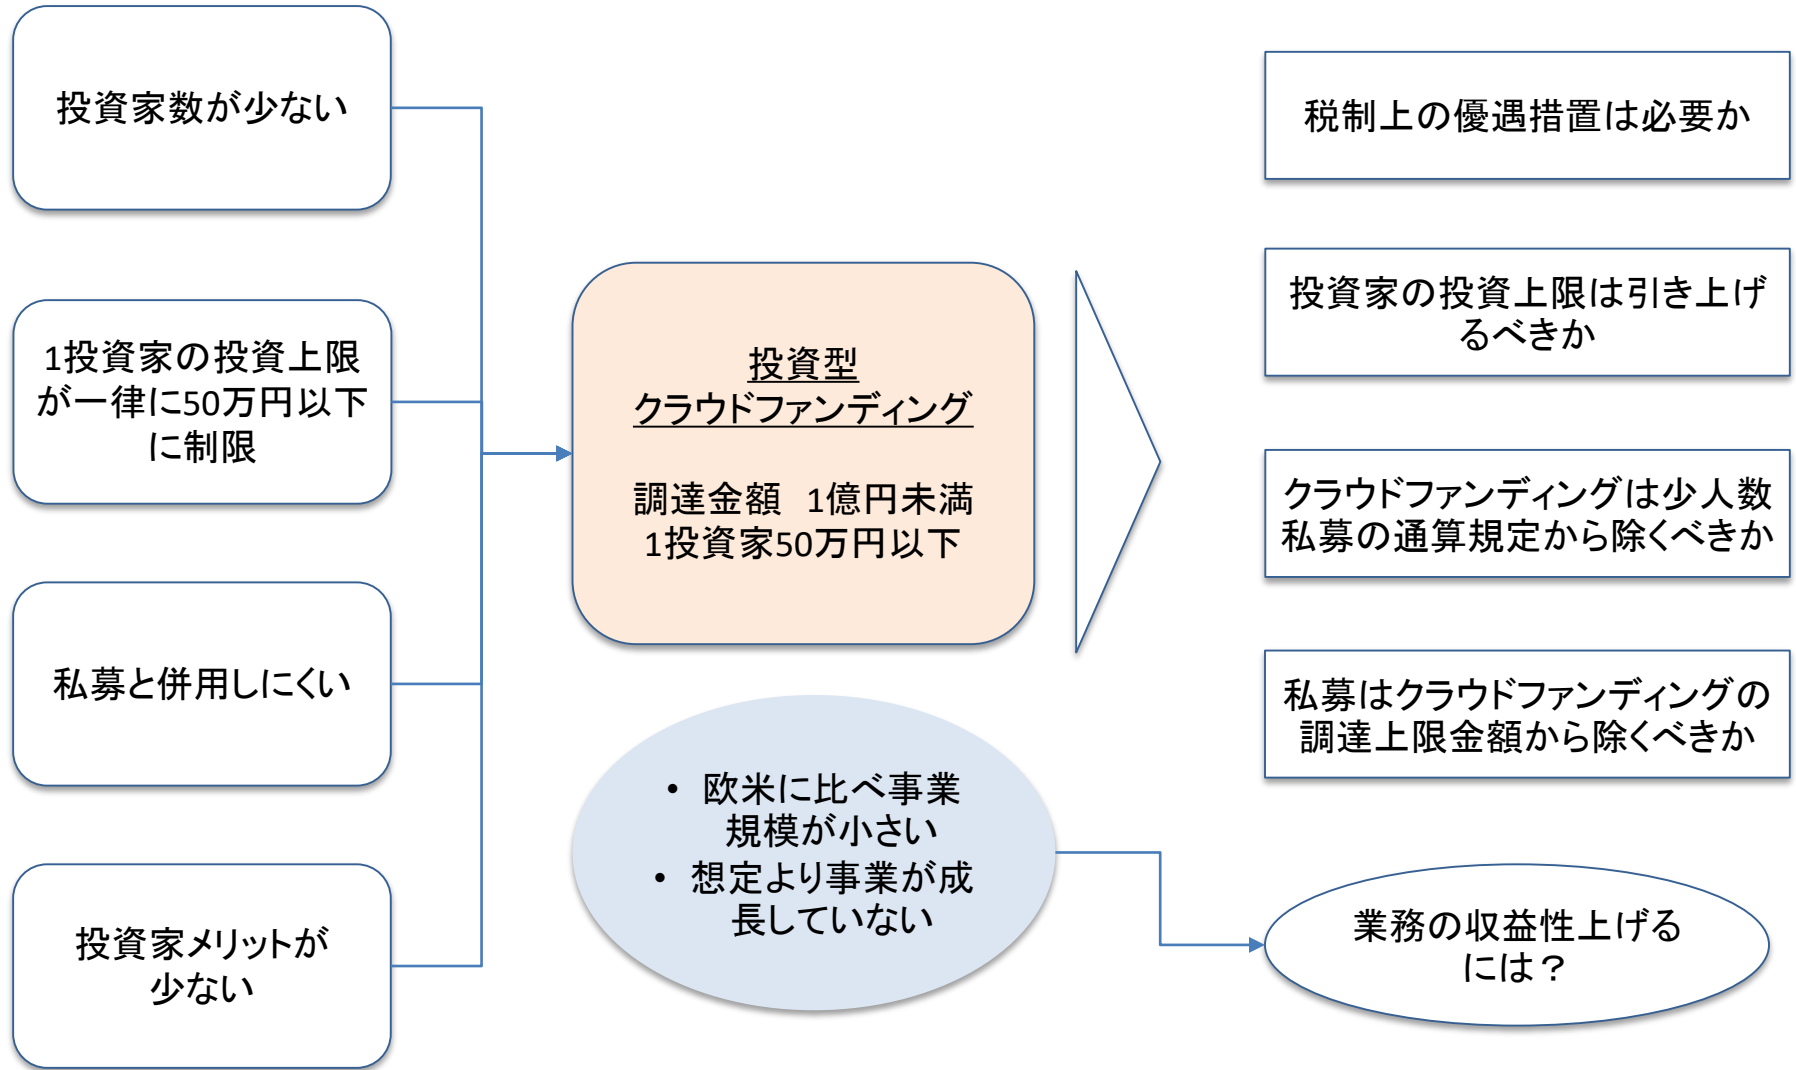 投資家数が少ない
1投資家の投資上限
が一律に50万円以下
に制限
私募と併用しにくい
投資家メリットが
少ない
投資型
クラウドファンディング
調達金額　1億円未満
1投資家50万円以下
• 欧米に比べ事業
規模が小さい
• 想定より事業が成
長していない
税制上の優遇措置は必要か
投資家の投資上限は引き上げ
るべきか
クラウドファンディングは少人数
私募の通算規定から除くべきか
私募はクラウドファンディングの
調達上限金額から除くべきか
業務の収益性上げる
には？